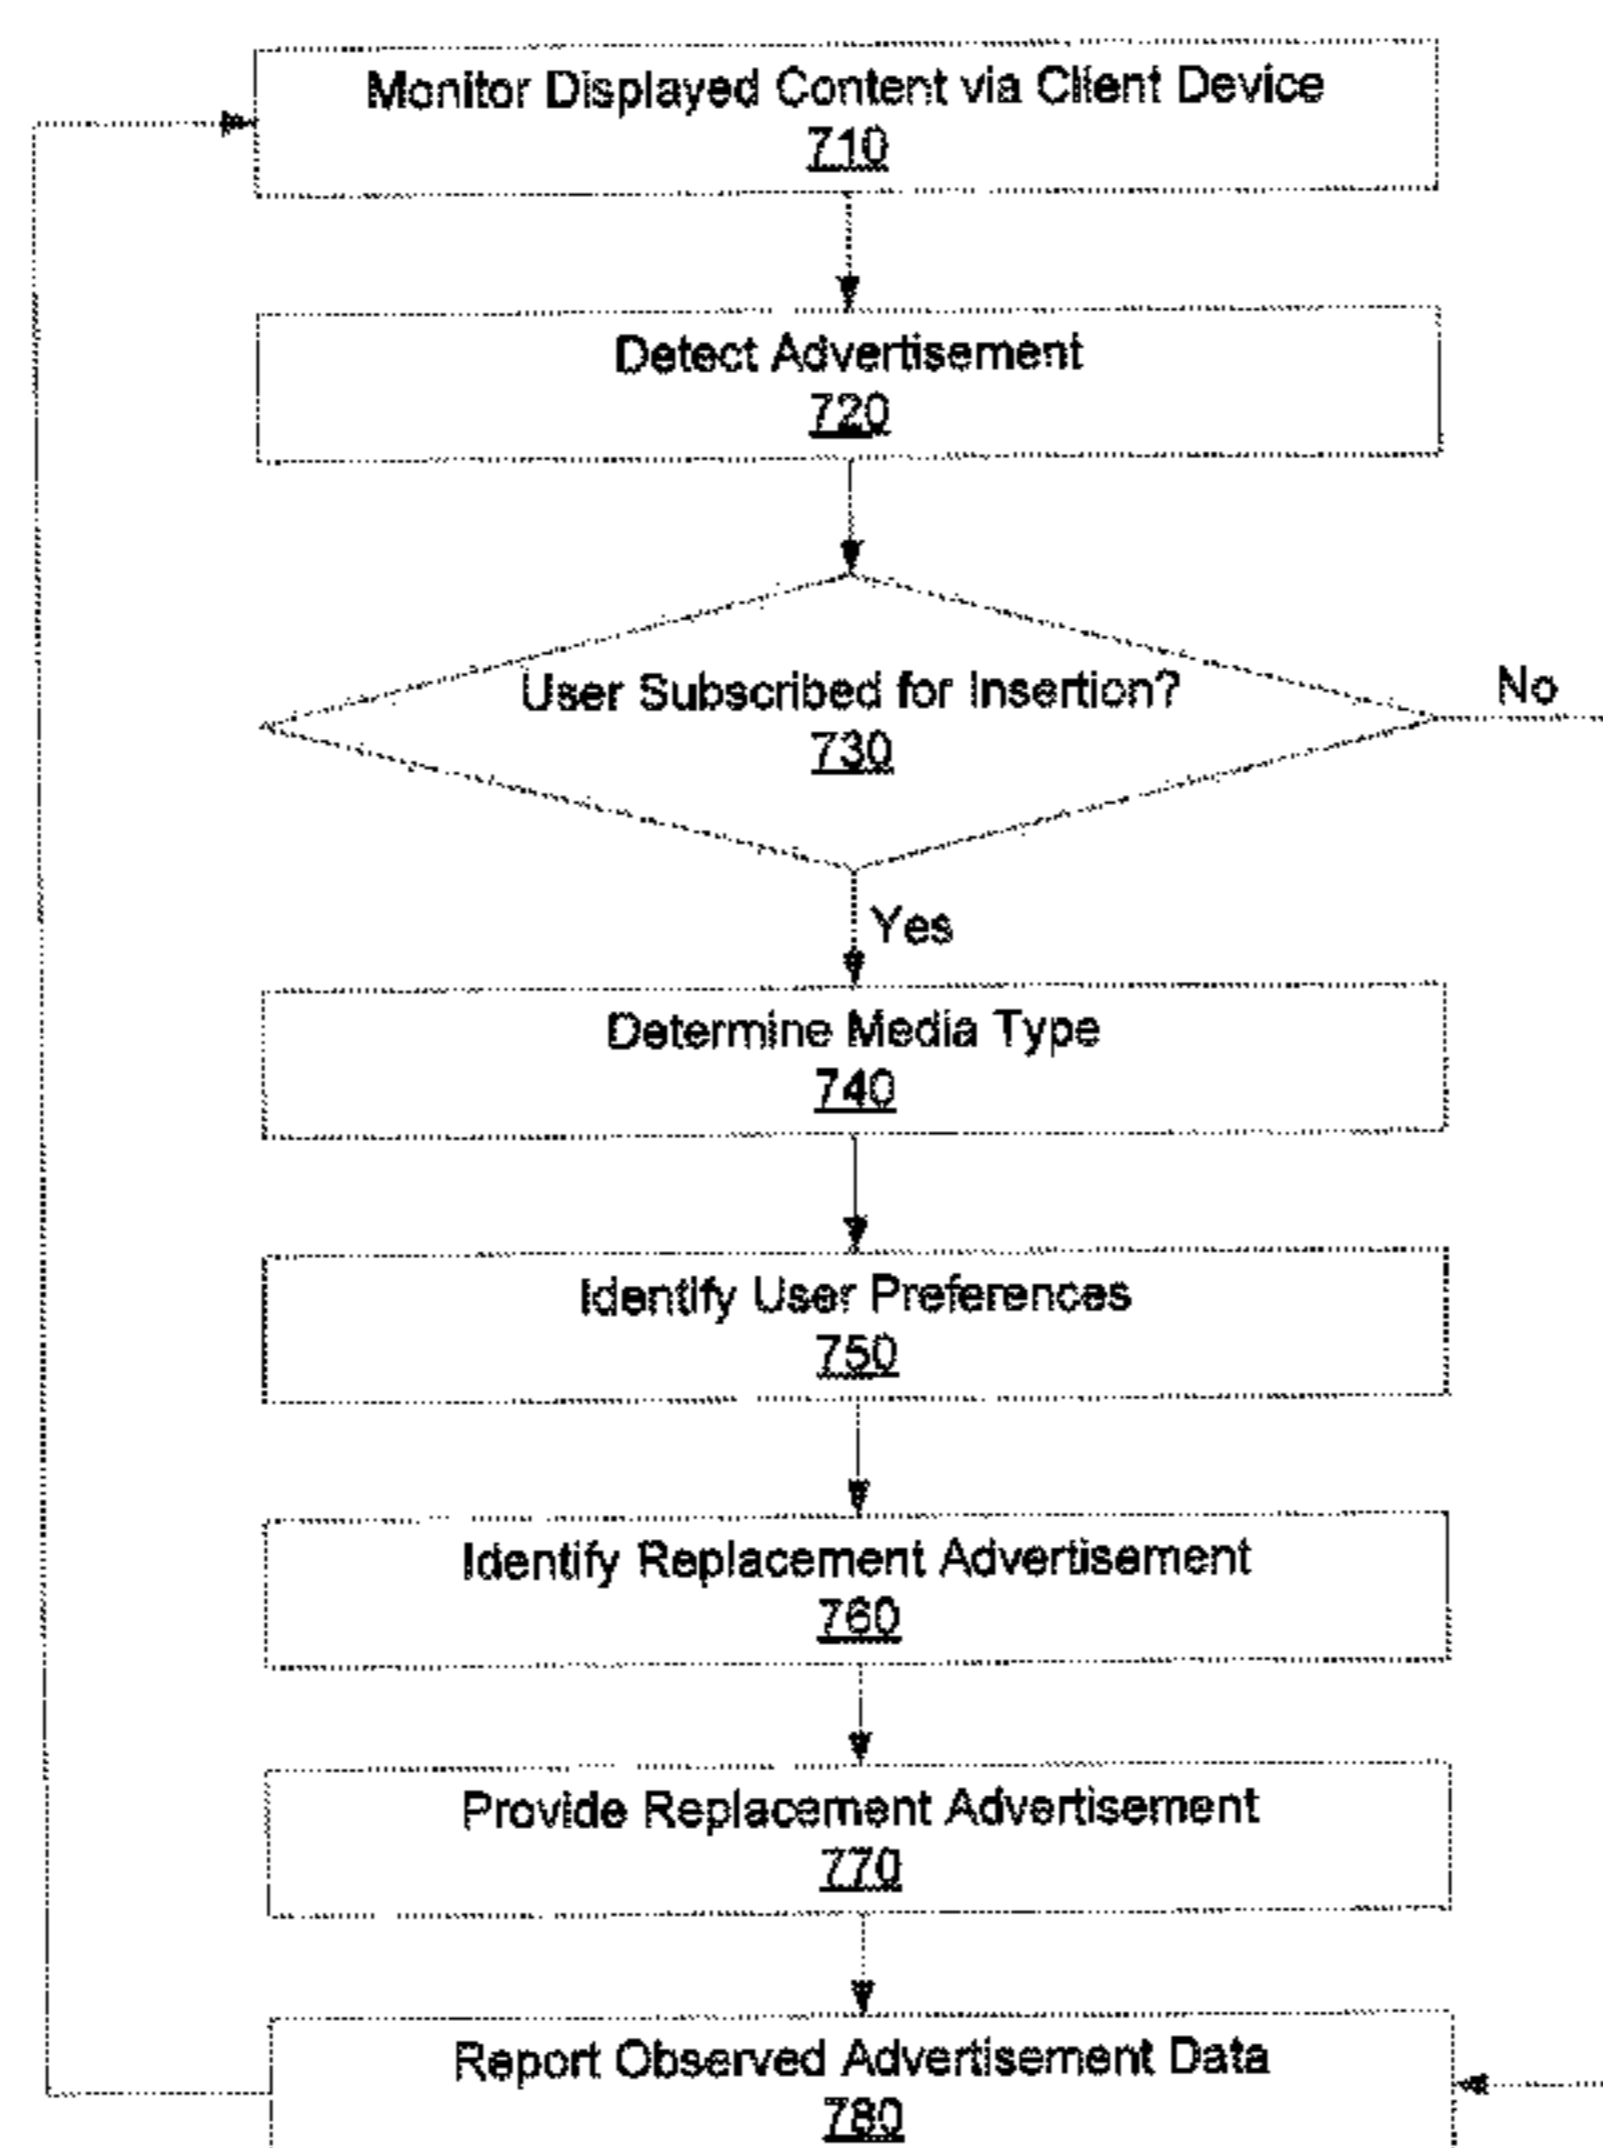 Monitor Displayed Content via Client Device
710
Detect Advertisement
720
User Subscribed for Insertion?
730
No
Yes
Determine Media Type
740
Identify User Preferences
750
Identify Replacement Advertisement
760
Provide Replacement Advertisement
770
Report Observed Advertisement Data
780